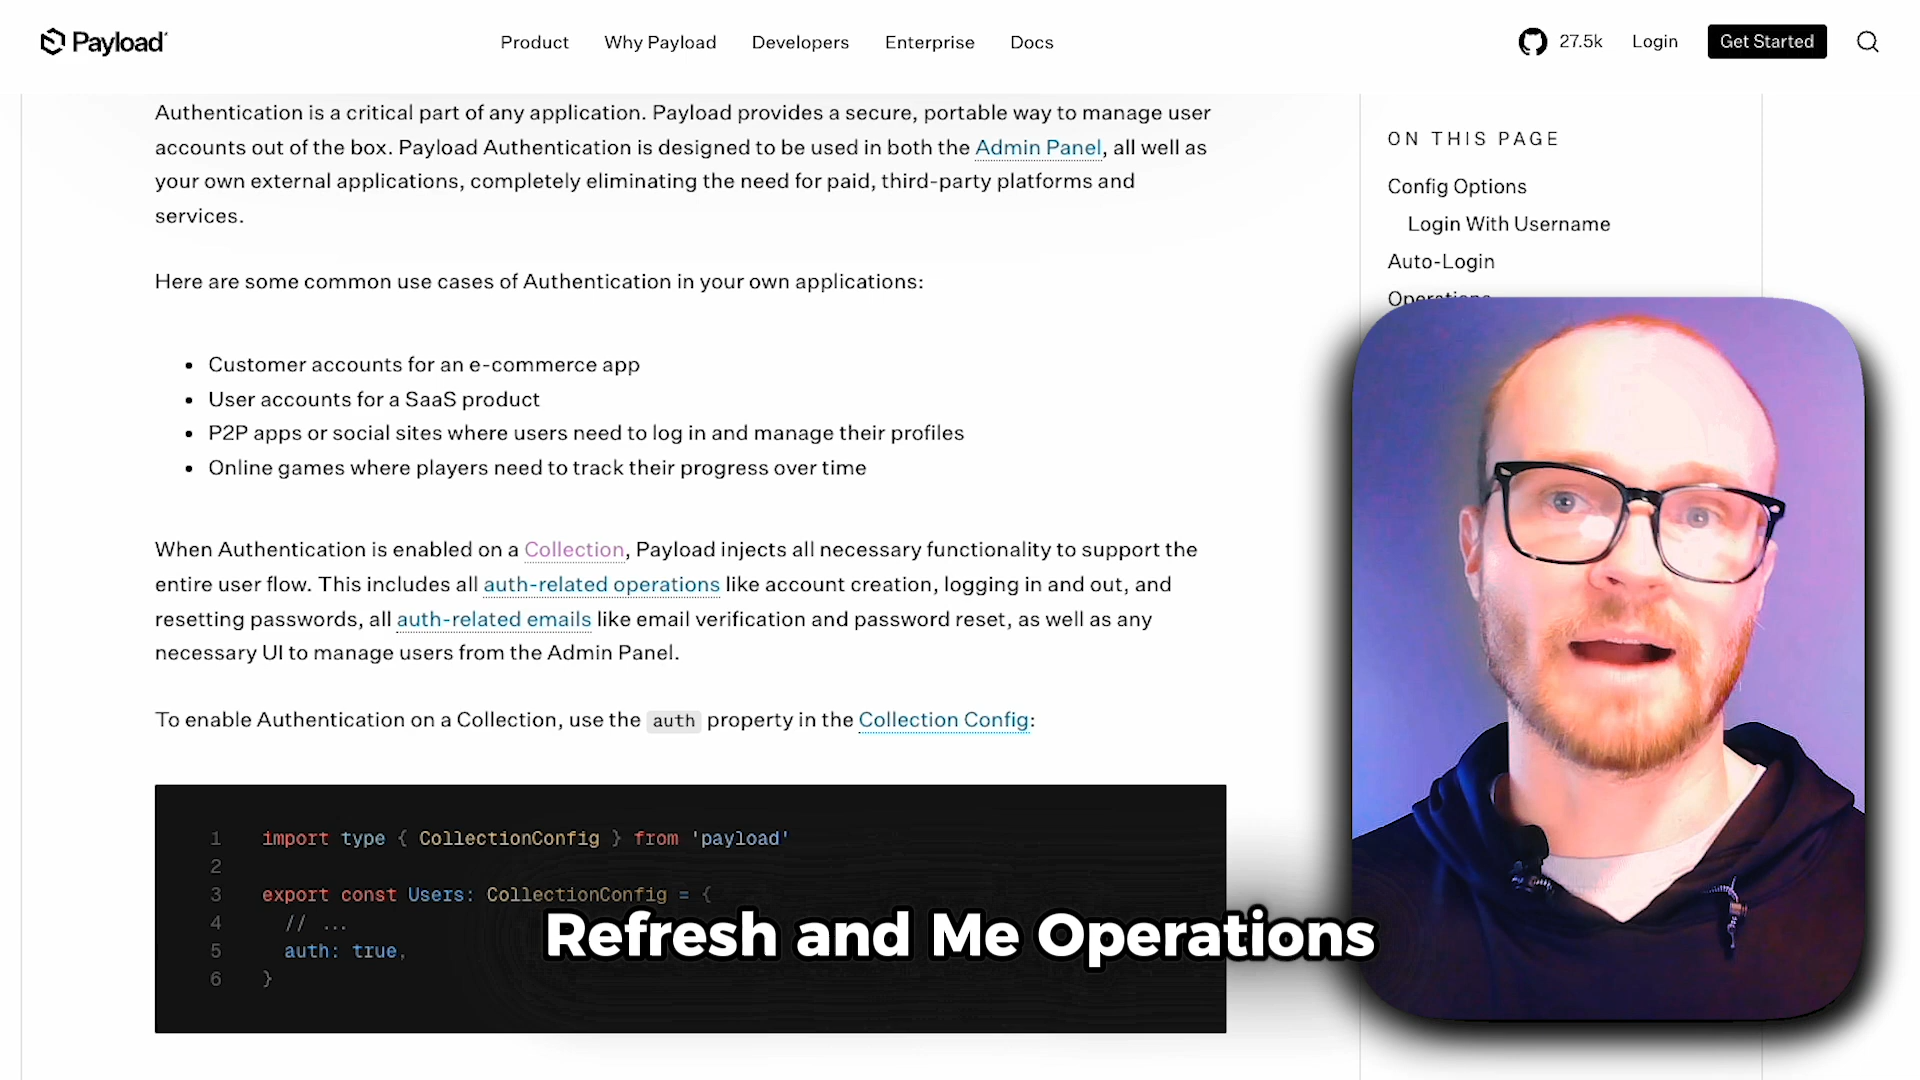 Payload
Product Why Payload Developers Enterprise Docs
27.5k Login Get Started
Authentication is a critical part of any application. Payload provides a secure, portable way to manage user
accounts out of the box. Payload Authentication is designed to be used in both the Admin Panel, all well as
your own external applications, completely eliminating the need for paid, third-party platforms and
services.
Here are some common use cases of Authentication in your own applications:
• Customer accounts for an e-commerce app
• User accounts for a SaaS product
• P2P apps or social sites where users need to log in and manage their profiles
• Online games where players need to track their progress over time
When Authentication is enabled on a Collection, Payload injects all necessary functionality to support the
entire user flow. This includes all auth-related operations like account creation, logging in and out, and
resetting passwords, all auth-related emails like email verification and password reset, as well as any
necessary UI to manage users from the Admin Panel.
To enable Authentication on a Collection, use the auth property in the Collection Config:
1 import type { CollectionConfig } from 'payload'
2
3 export const Users: CollectionConfig = {
4 // ...
5 auth: true,
6 }
ON THIS PAGE
Config Options
Login With Username
Auto-Login
Operations
Refresh and Me Operations